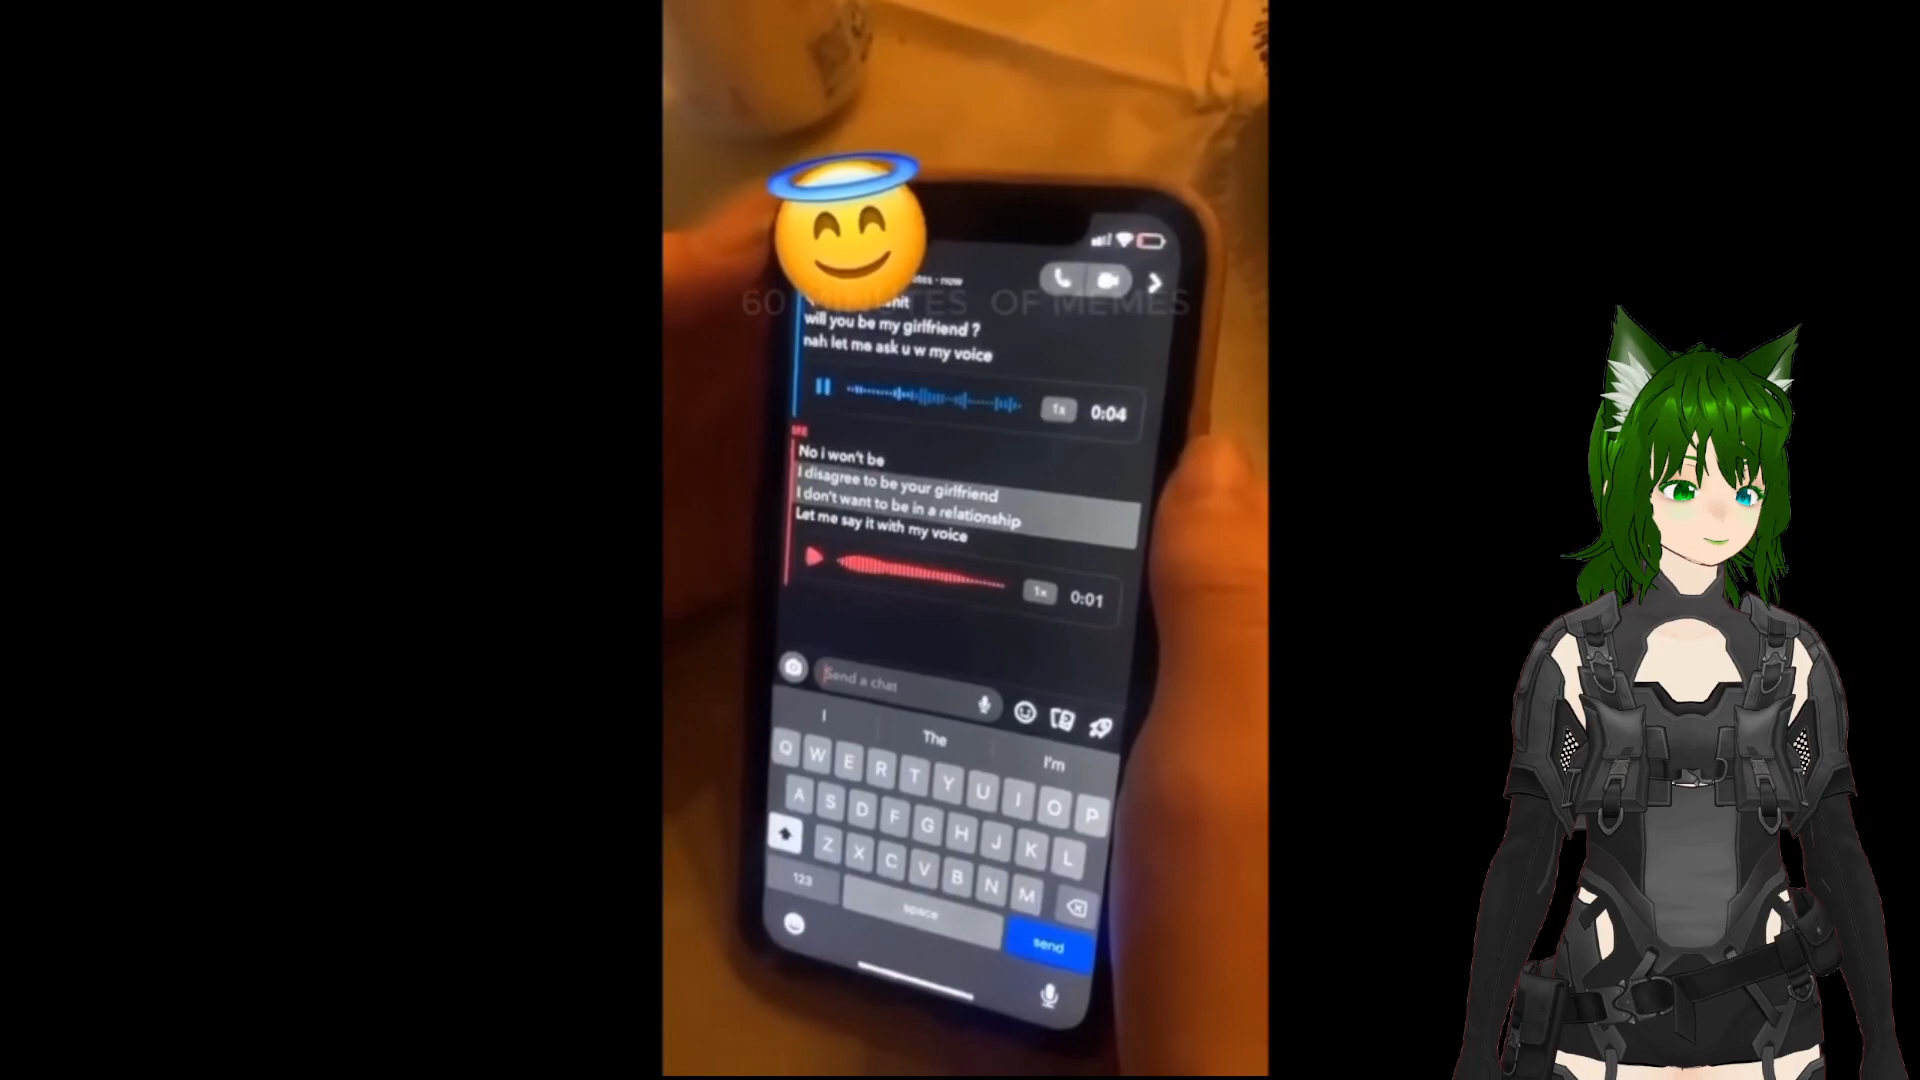 now
60 MINUTES OF MEMES
will you be my girlfriend ?
nah let me ask u w my voice
1x 0:04
ME
No i won't be
I disagree to be your girlfriend
I don't want to be in a relationship
Let me say it with my voice
1x 0:01
Send a chat
I The I'm
Q W E R T Y U I O P
A S D F G H J K L
Z X C V B N M
123 space send